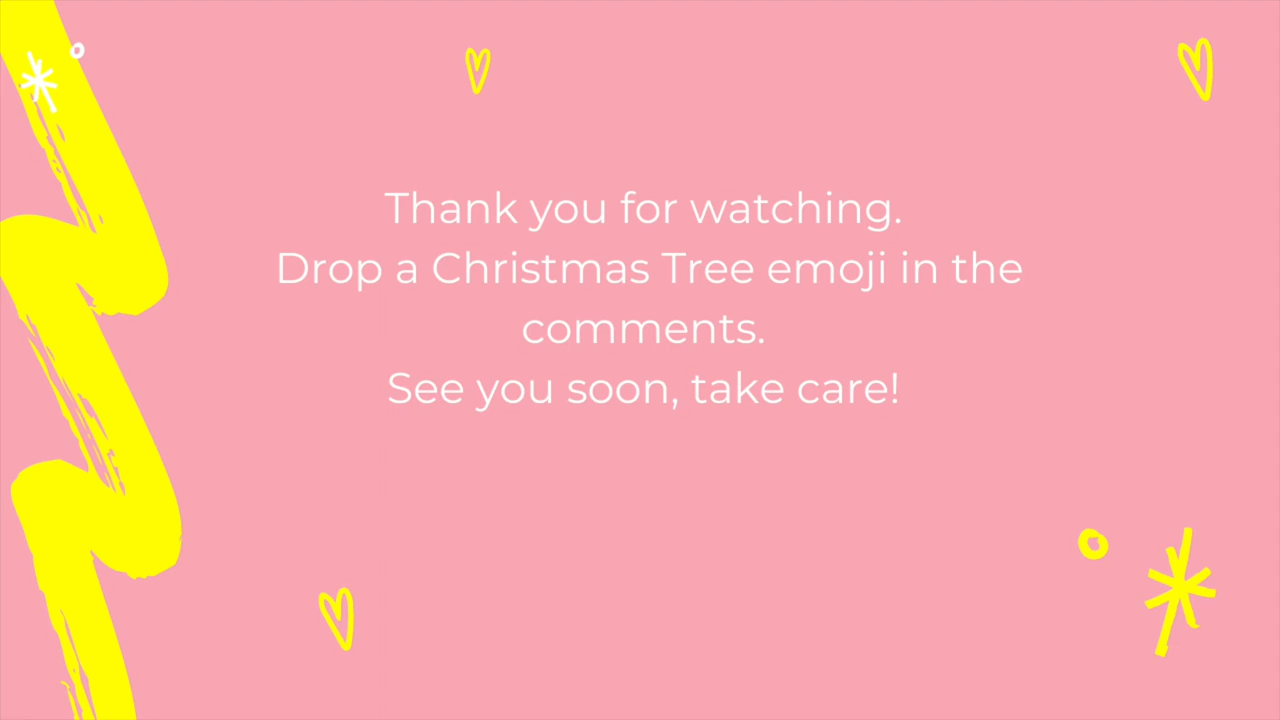 Thank you for watching.
Drop a Christmas Tree emoji in the
comments.
See you soon, take care!